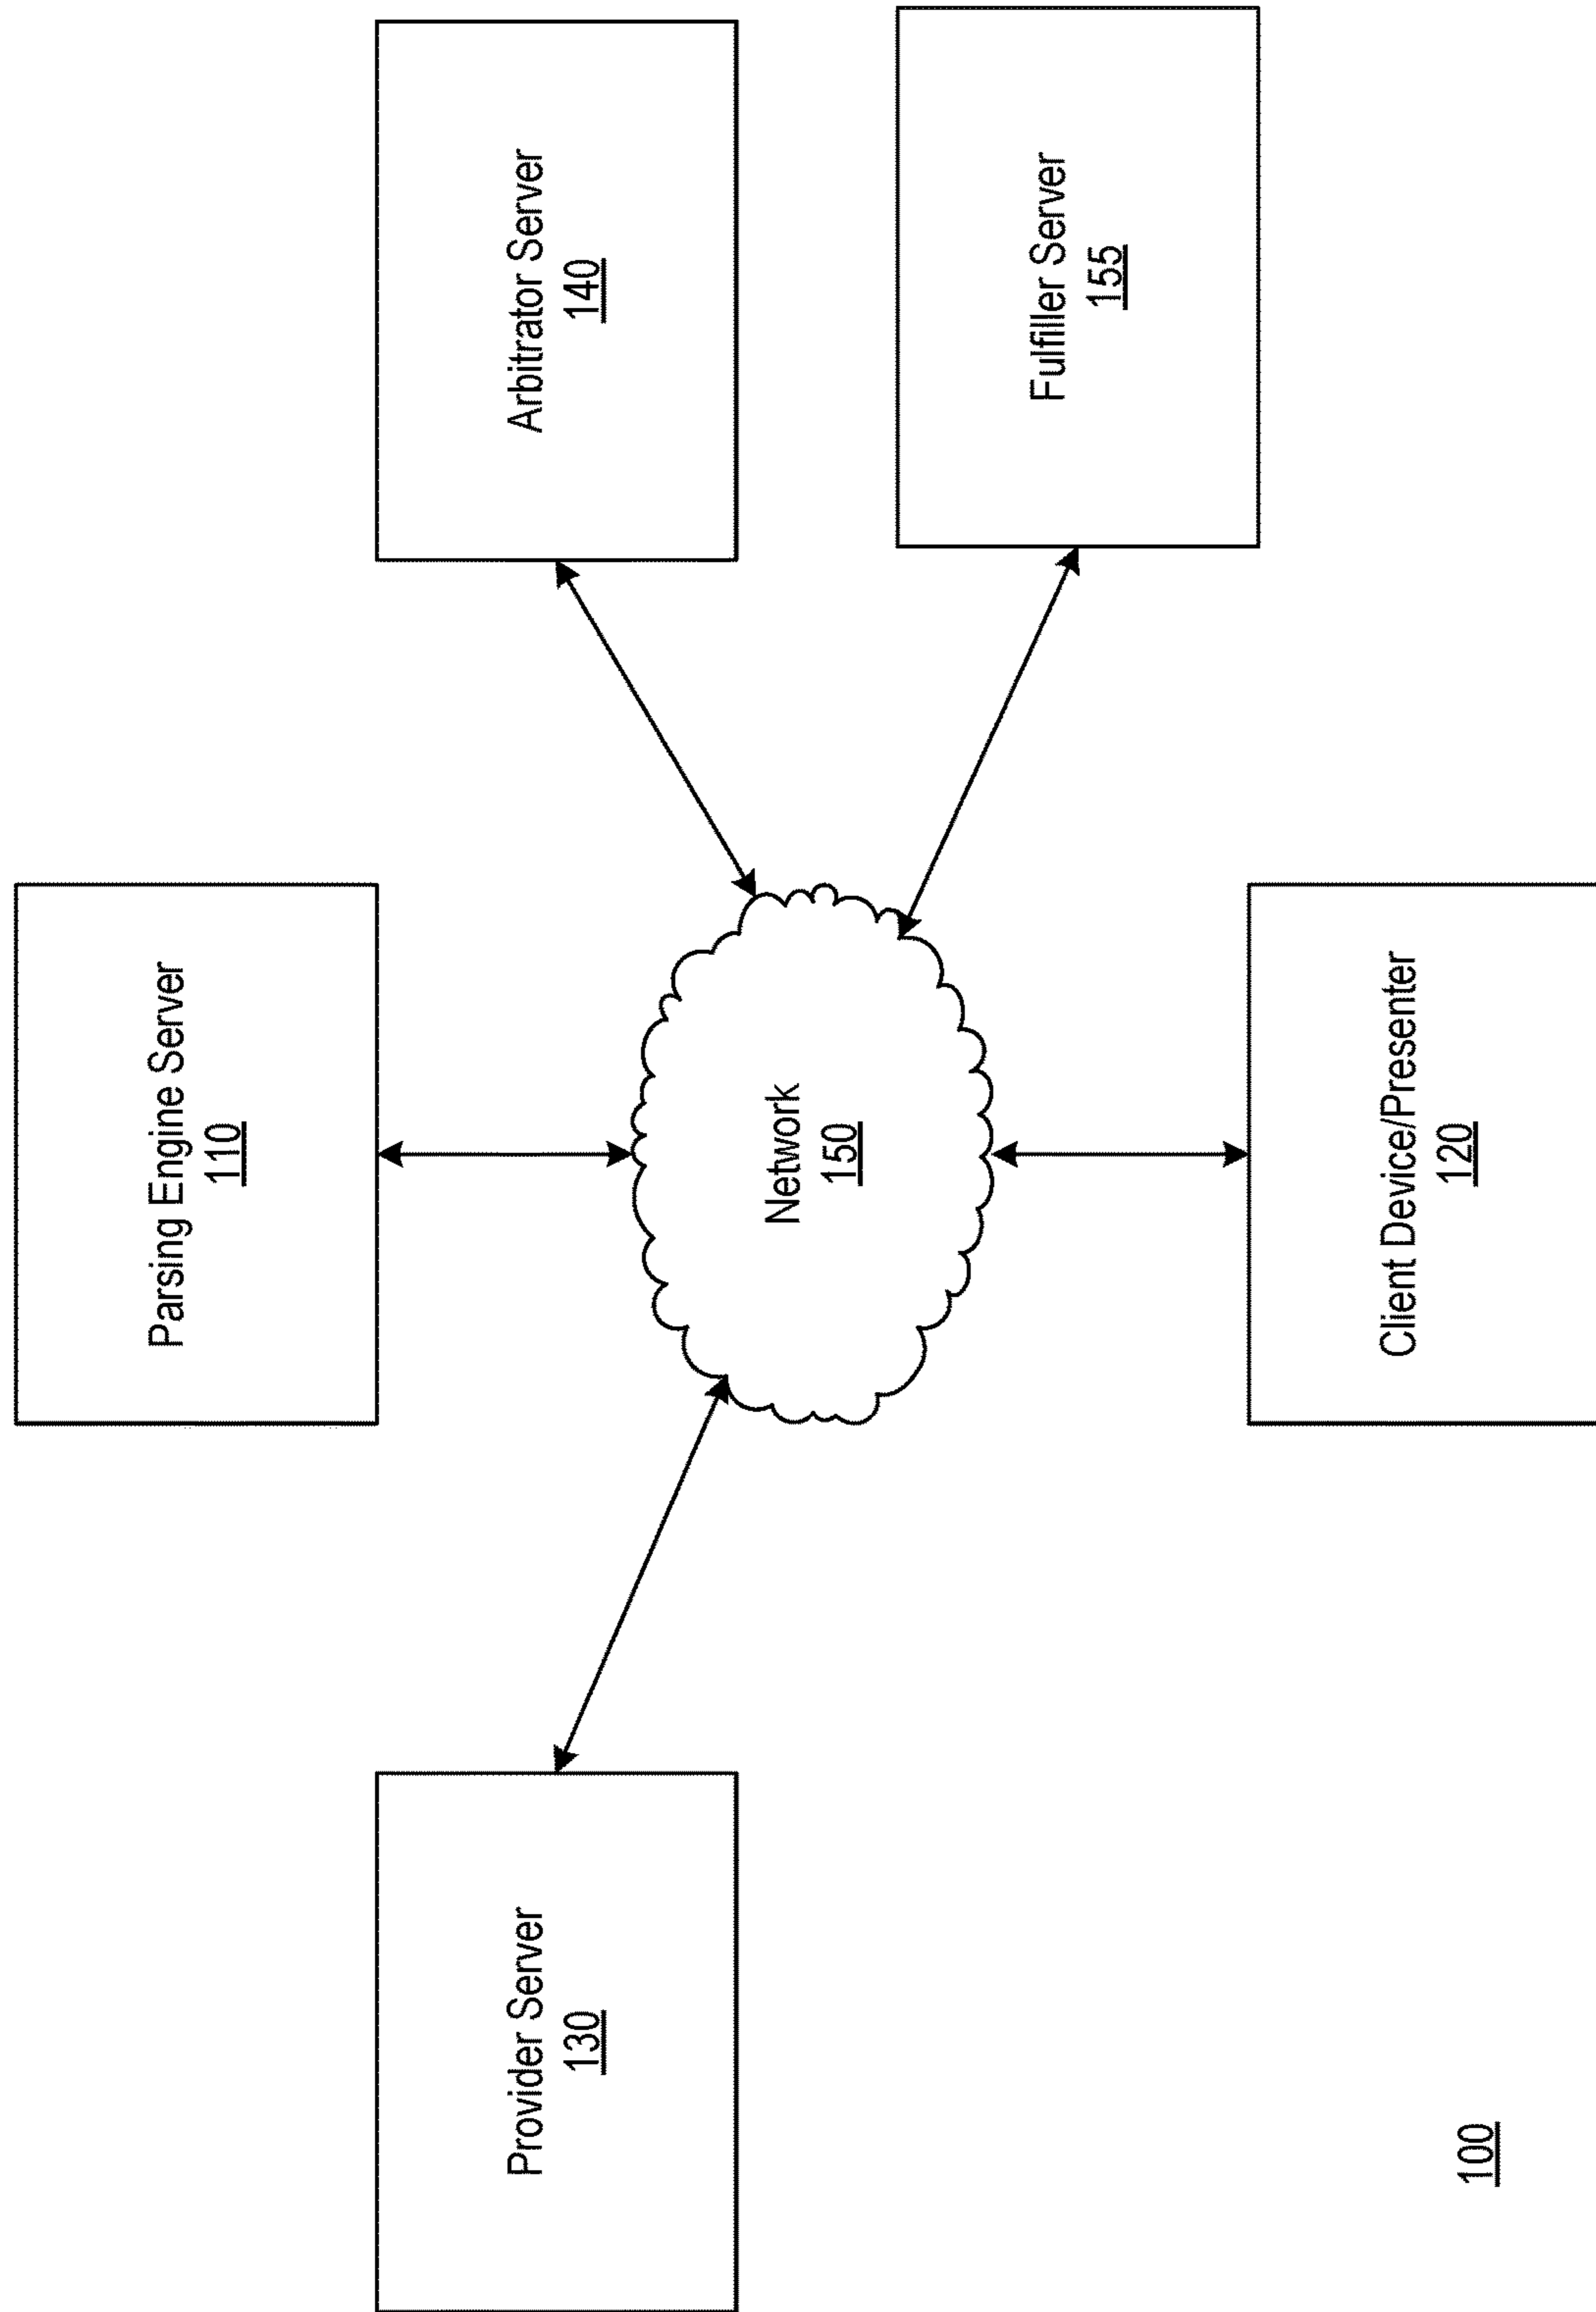 Parsing Engine Server
110
Provider Server
130
Arbitrator Server
140
Network
150
Fulfiller Server
155
Client Device/Presenter
120
100